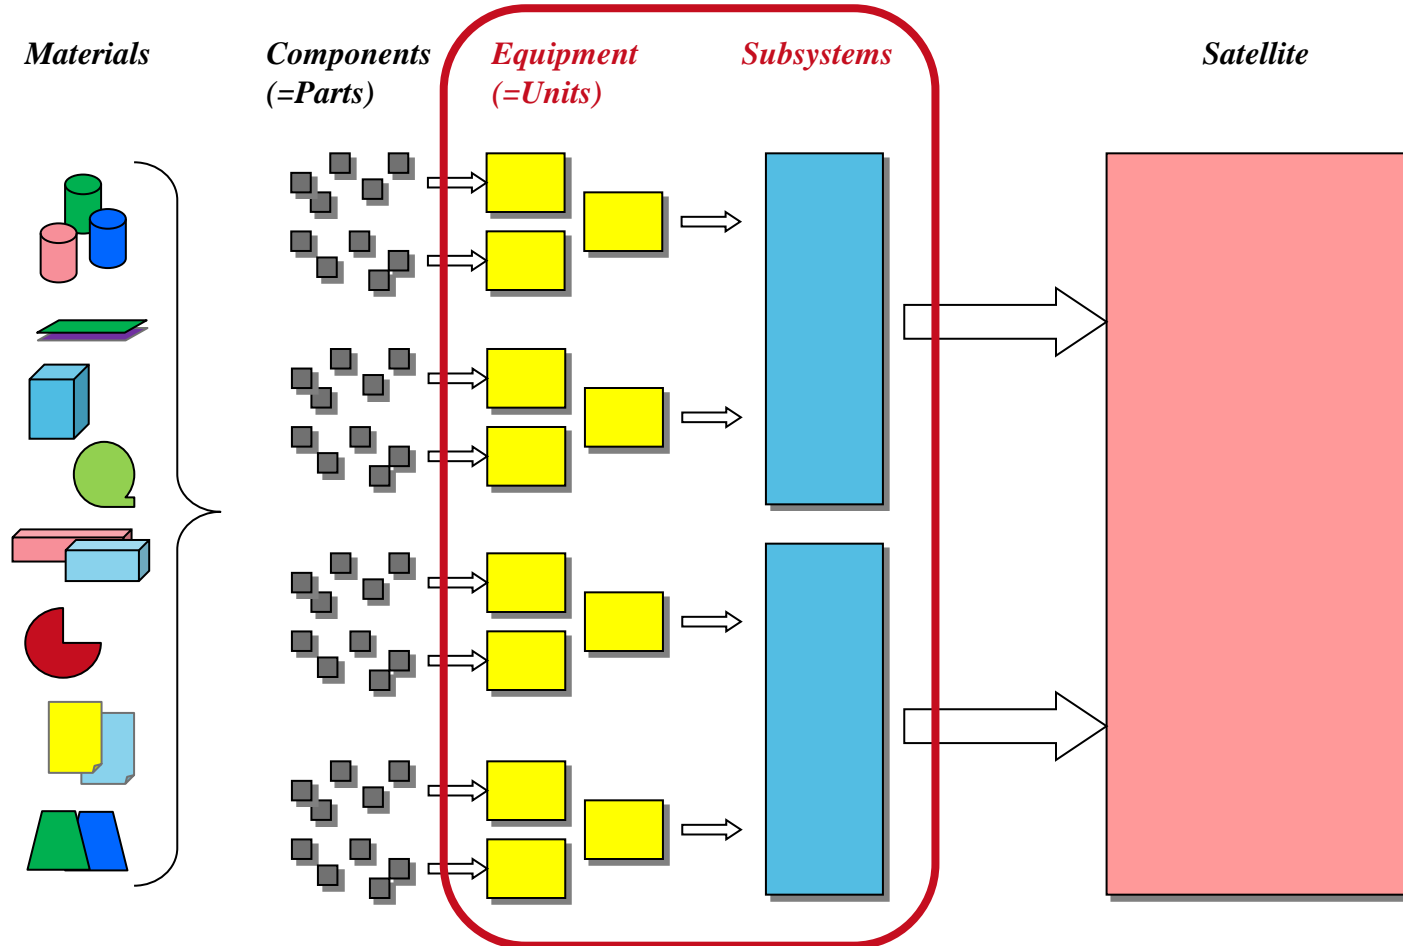 Materials
Components
(=Parts)
Equipment
(=Units)
Subsystems
Satellite